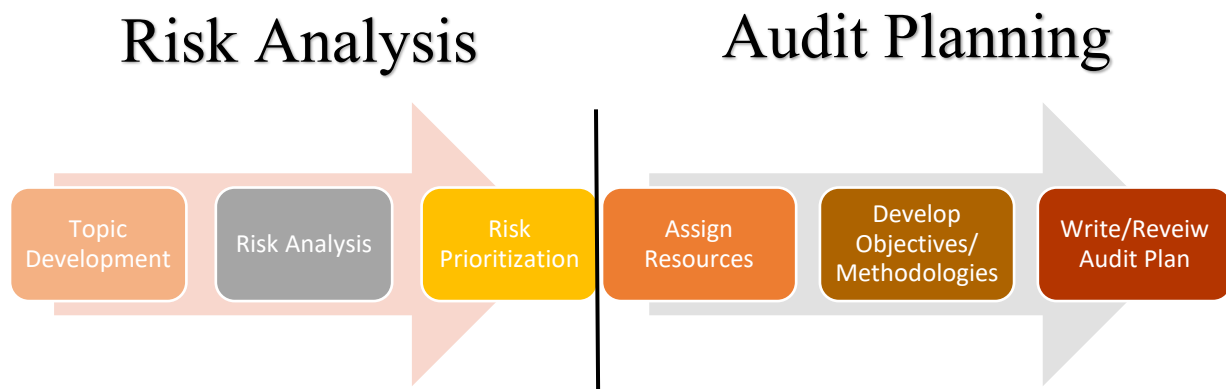 Risk Analysis
Audit Planning
Topic
Development
Risk Analysis
Risk
Prioritization
Assign
Resources
Develop
Objectives/
Methodologies
Write/Reveiw
Audit Plan